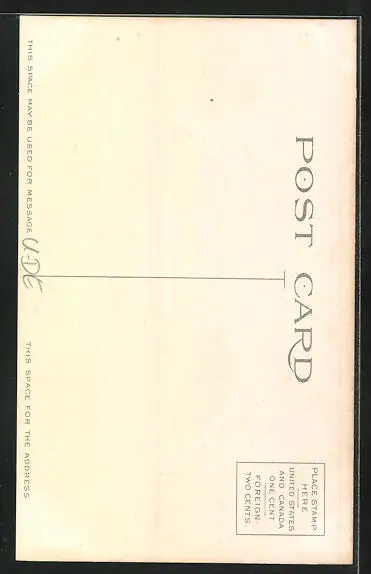 POST CARD
PLACE STAMP
HERE
UNITED STATES
AND CANADA
ONE CENT
FOREIGN-
TWO CENTS.
THIS SPACE MAY BE USED FOR MESSAGE
U-DE
THIS SPACE FOR THE ADDRESS